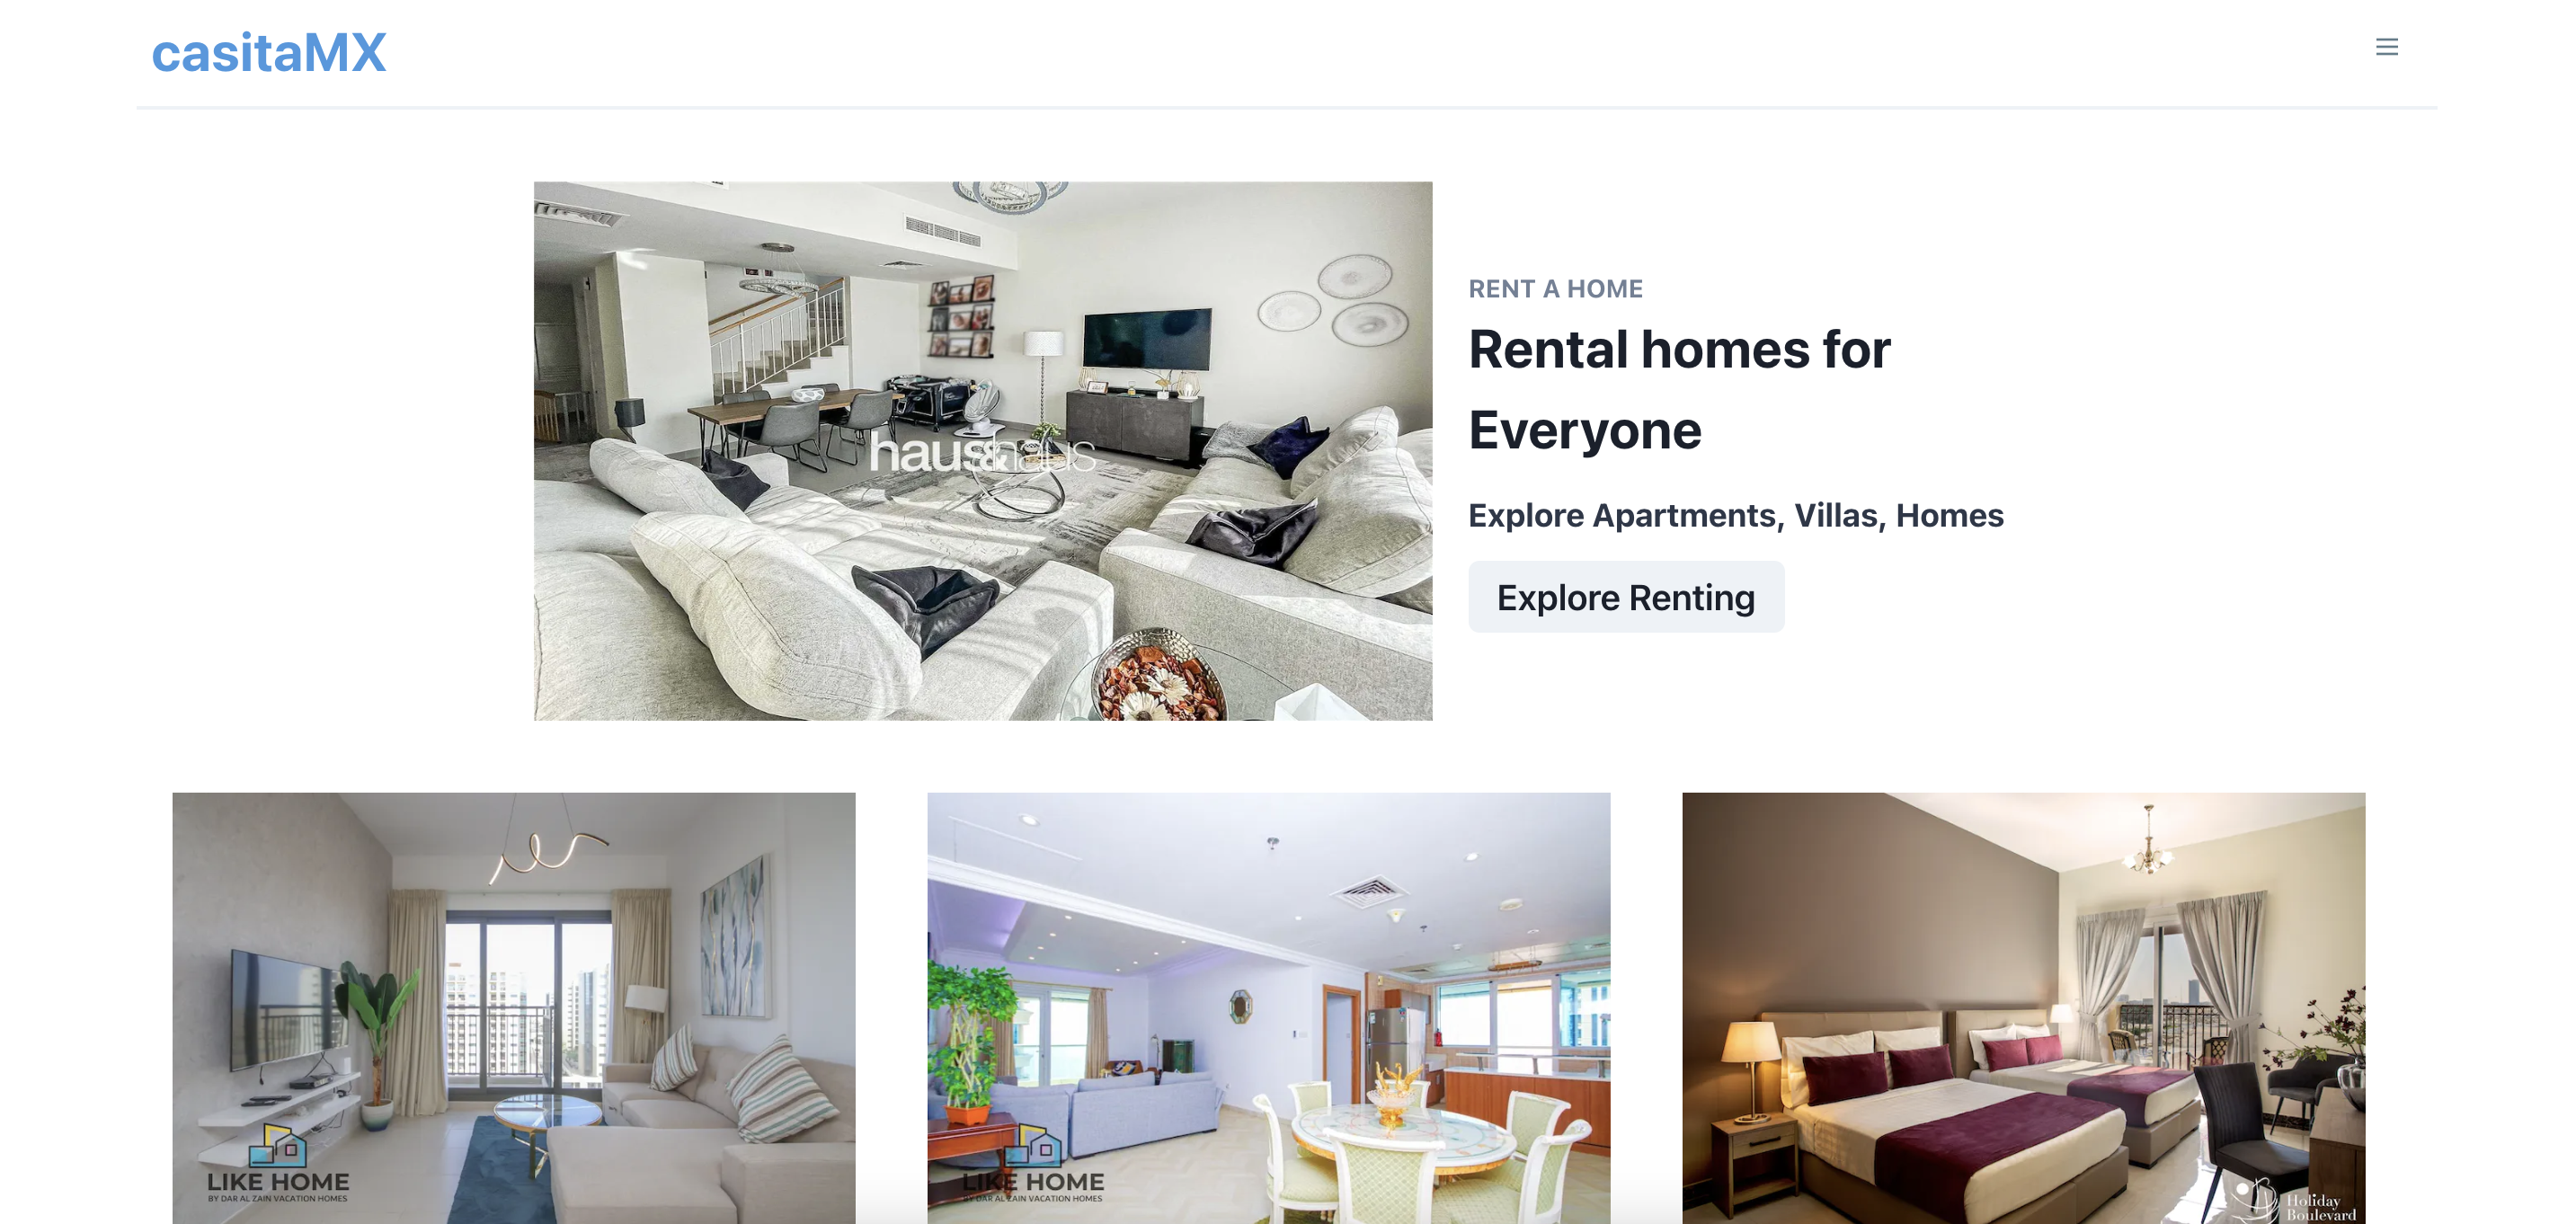 casitaMX
RENT A HOME
Rental homes for
Everyone
Explore Apartments, Villas, Homes
Explore Renting
haus&haus
LIKE HOME
BY DAR AL ZAIN VACATION HOMES
LIKE HOME
BY DAR AL ZAIN VACATION HOMES
Holiday
Boulevard